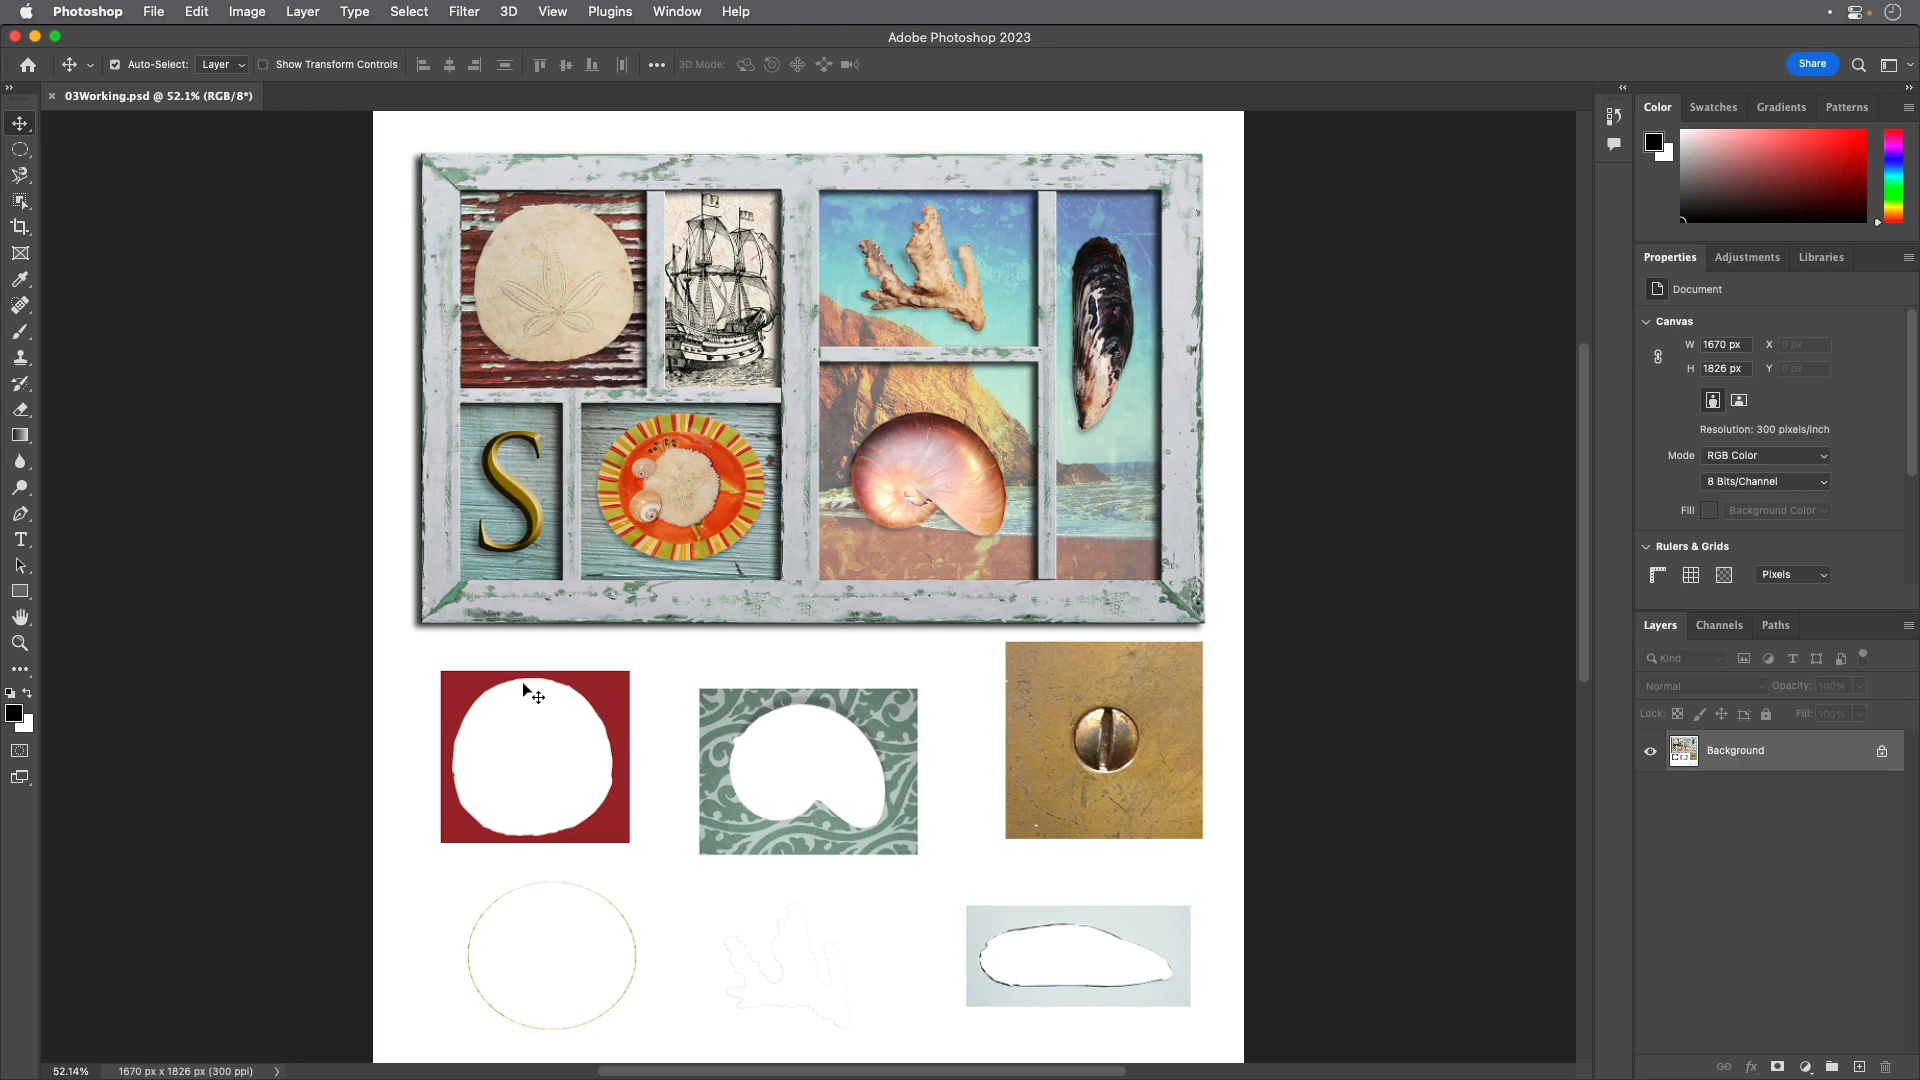 Photoshop File Edit Image Layer Type Select Filter 3D View Plugins Window Help
Adobe Photoshop 2023
Auto-Select: Layer Show Transform Controls 3D Mode: Share
03Working.psd @ 52.1% (RGB/8*)
Color Swatches Gradients Patterns
Properties Adjustments Libraries
Document
Canvas
W 1670 px X 0 px
H 1826 px Y 0 px
Resolution: 300 pixels/inch
Mode RGB Color
8 Bits/Channel
Fill Background Color
Rulers & Grids
Pixels
Layers Channels Paths
Kind
Normal Opacity: 100%
Lock: Fill: 100%
Background
S
52.14% 1670 px x 1826 px (300 ppi)